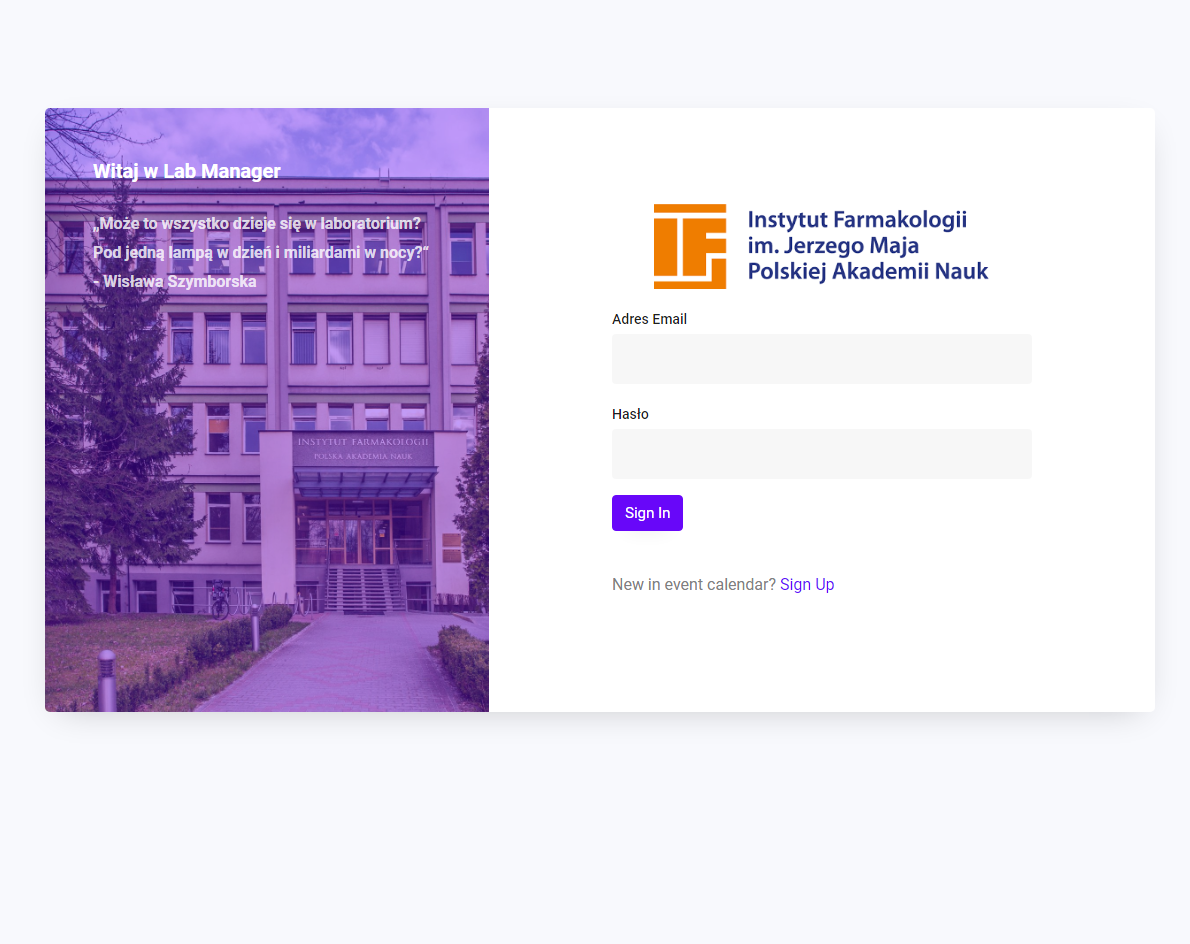 Witaj w Lab Manager
„Może to wszystko dzieje się w laboratorium?
Pod jedną lampą w dzień i miliardami w nocy?“
- Wisława Szymborska
INSTYTUT FARMAKOLOGII
POLSKA AKADEMIA NAUK
Instytut Farmakologii
im. Jerzego Maja
Polskiej Akademii Nauk
Adres Email
Hasło
Sign In
New in event calendar? Sign Up